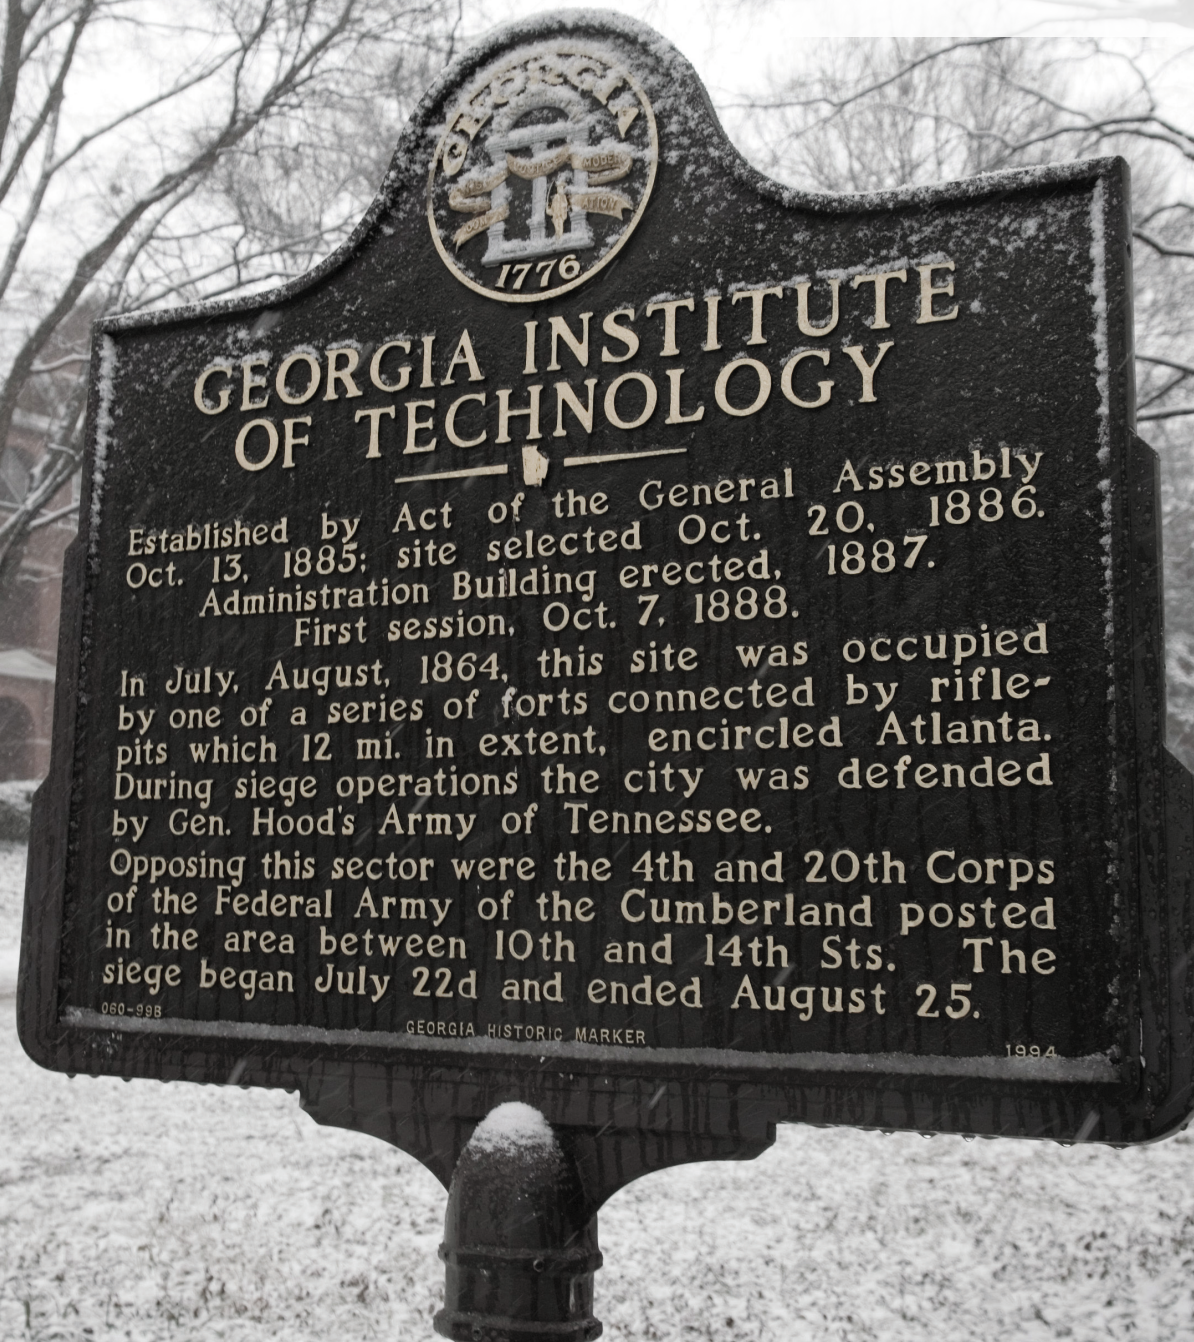 GEORGIA
JUSTICE
1776
GEORGIA INSTITUTE
OF TECHNOLOGY
Established by Act of the General Assembly
Oct. 13, 1885; site selected Oct. 20, 1886.
Administration Building erected, 1887.
First session, Oct. 7, 1888.
In July, August, 1864, this site was occupied
by one of a series of forts connected by rifle-
pits which 12 mi. in extent, encircled Atlanta.
During siege operations the city was defended
by Gen. Hood's Army of Tennessee.
Opposing this sector were the 4th and 20th Corps
of the Federal Army of the Cumberland posted
in the area between 10th and 14th Sts. The
siege began July 22d and ended August 25.
060-99B GEORGIA HISTORIC MARKER 1994